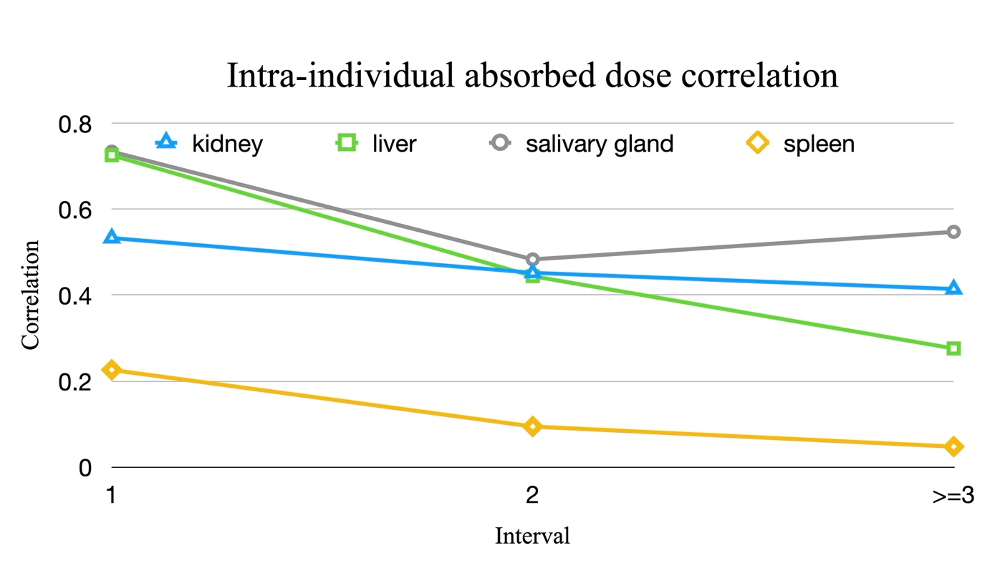 Intra-individual absorbed dose correlation
0.8
kidney liver salivary gland spleen
0.6
0.4
0.2
0
Correlation
1 2 >=3
Interval